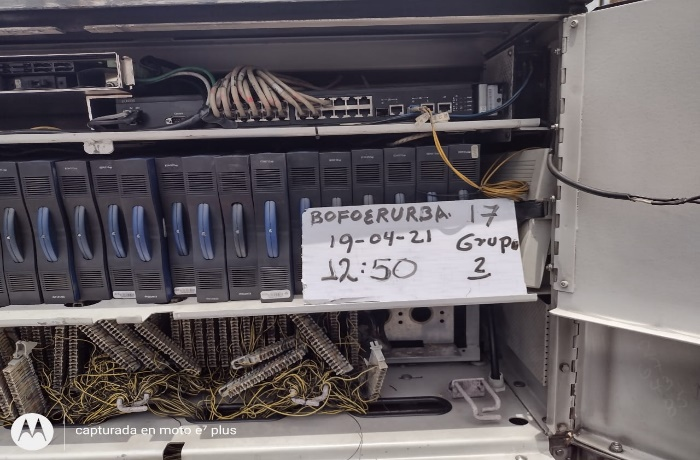 BOFOERURBA. 17
19-04-21 Grupo
12:50 2
capturada en moto e⁷ plus